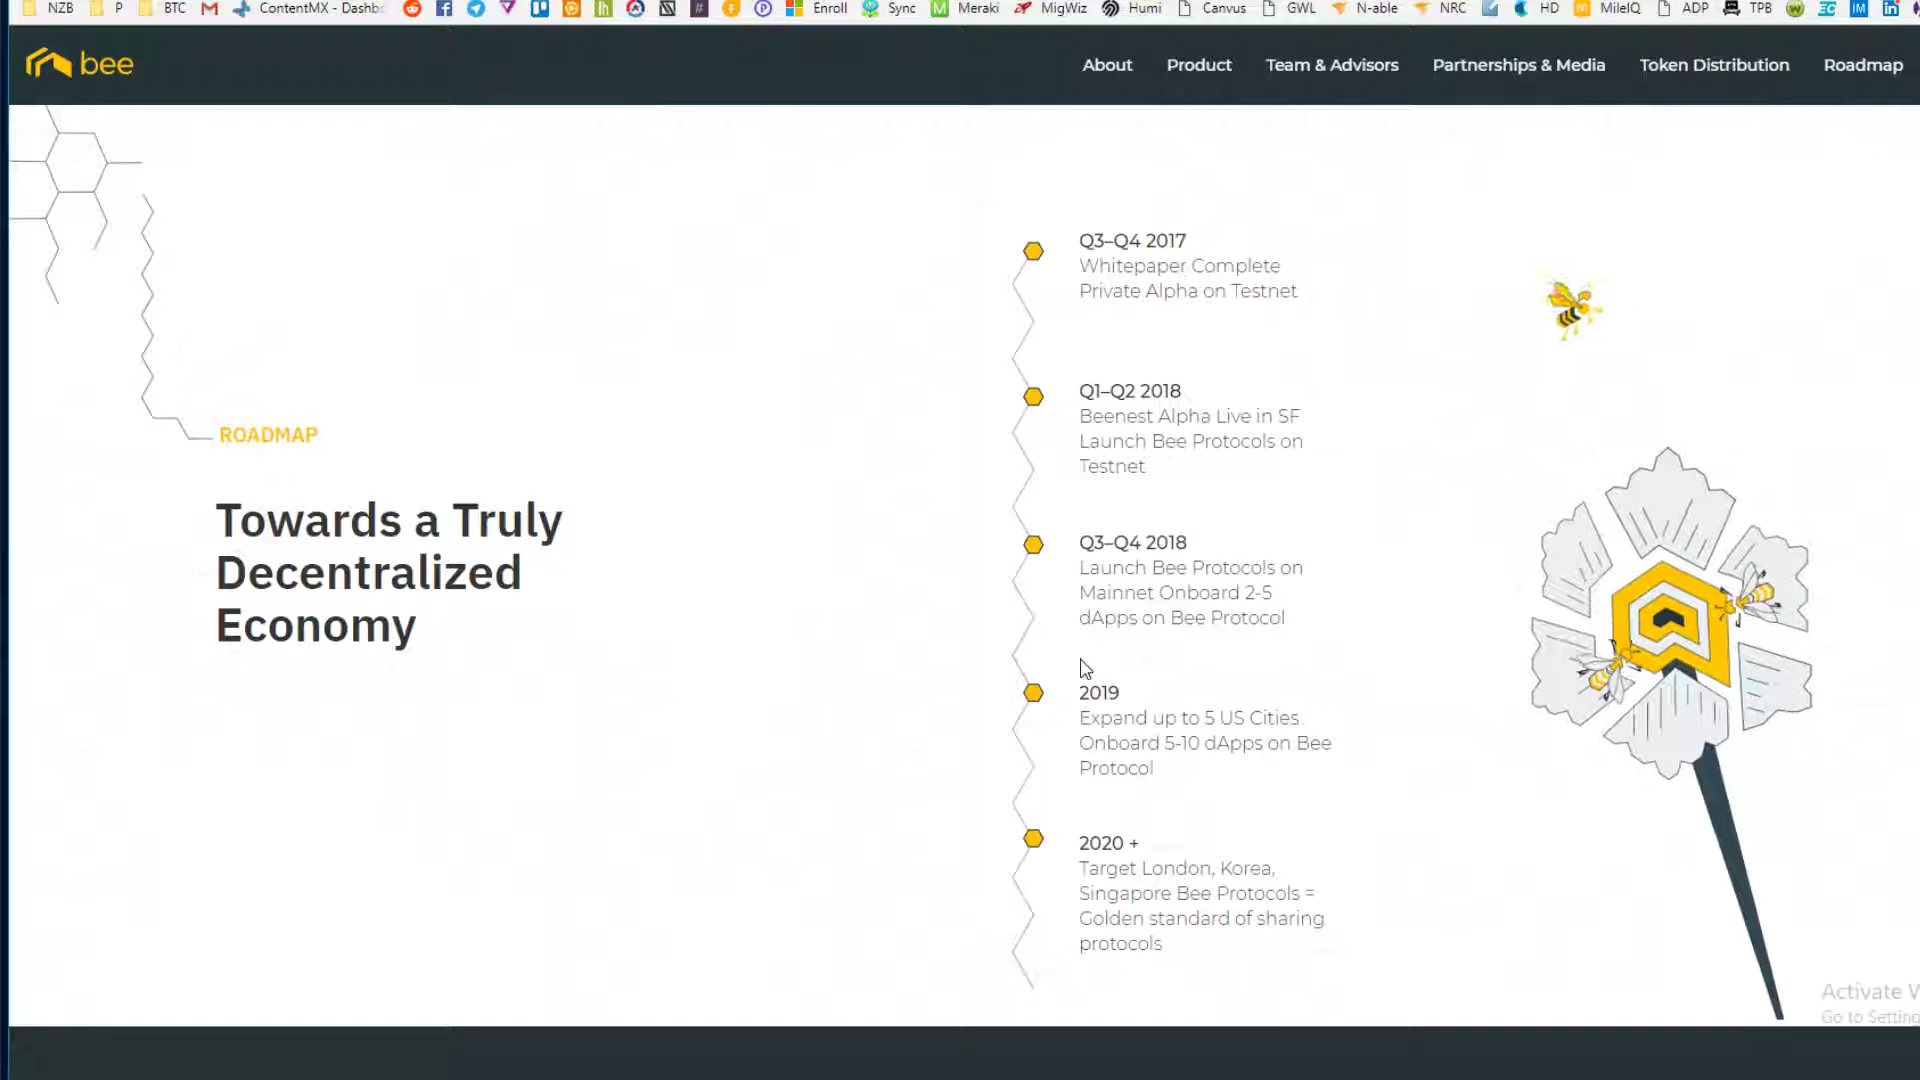 NZB P BTC ContentMX - Dashb Enroll Sync Meraki MigWiz Humi Canvus GWL N-able NRC HD MileIQ ADP TPB
bee
About Product Team & Advisors Partnerships & Media Token Distribution Roadmap
ROADMAP
Towards a Truly
Decentralized
Economy
Q3–Q4 2017
Whitepaper Complete
Private Alpha on Testnet
Q1–Q2 2018
Beenest Alpha Live in SF
Launch Bee Protocols on
Testnet
Q3–Q4 2018
Launch Bee Protocols on
Mainnet Onboard 2-5
dApps on Bee Protocol
2019
Expand up to 5 US Cities
Onboard 5-10 dApps on Bee
Protocol
2020 +
Target London, Korea,
Singapore Bee Protocols =
Golden standard of sharing
protocols
Activate
Go to Setting